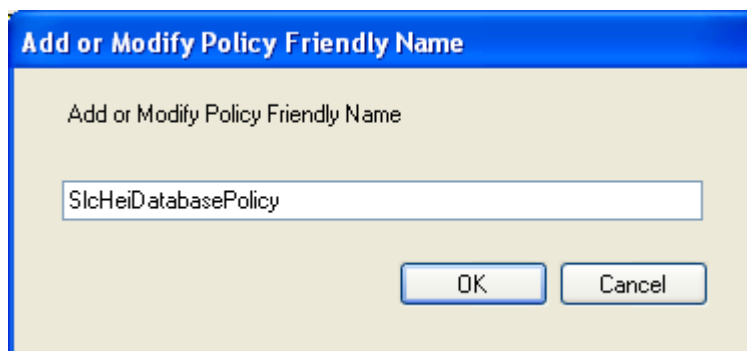 Add or Modify Policy Friendly Name
Add or Modify Policy Friendly Name
SlcHeiDatabasePolicy
OK
Cancel